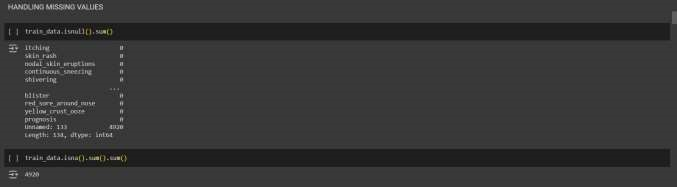 HANDLING MISSING VALUES
[ ] train_data.isnull().sum()
itching 0
skin_rash 0
nodal_skin_eruptions 0
continuous_sneezing 0
shivering 0
...
blister 0
red_sore_around_nose 0
yellow_crust_ooze 0
prognosis 0
Unnamed: 133 4920
Length: 134, dtype: int64
[ ] train_data.isna().sum().sum()
4920